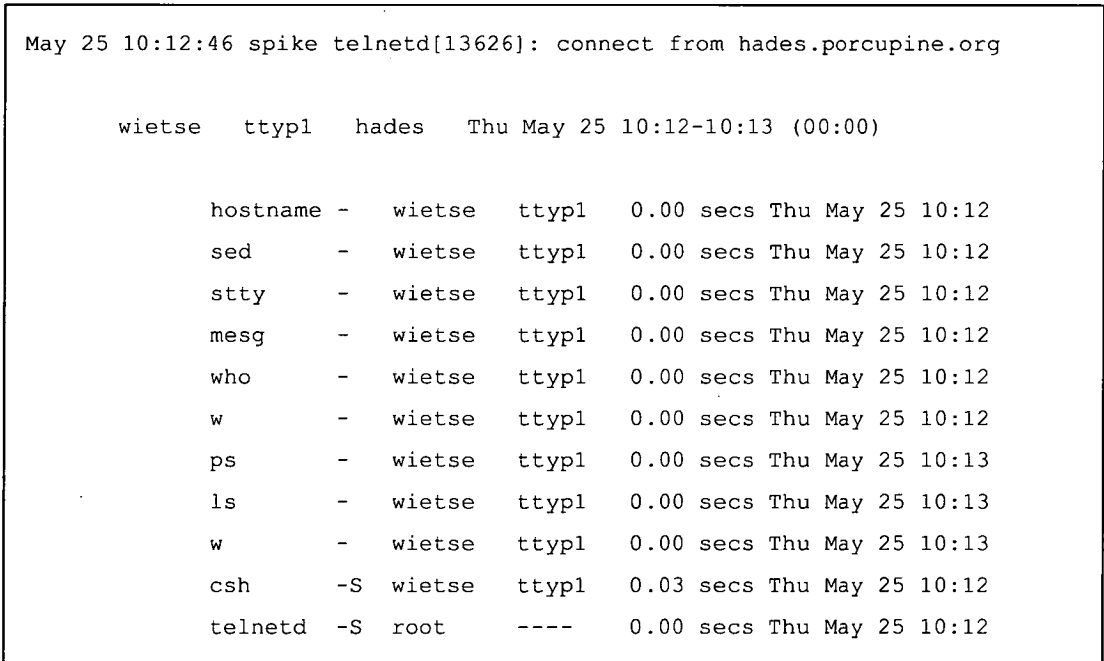 May 25 10:12:46 spike telnetd[13626]: connect from hades.porcupine.org
wietse ttyp1 hades Thu May 25 10:12-10:13 (00:00)
hostname - wietse ttyp1 0.00 secs Thu May 25 10:12
sed - wietse ttyp1 0.00 secs Thu May 25 10:12
stty - wietse ttyp1 0.00 secs Thu May 25 10:12
mesg - wietse ttyp1 0.00 secs Thu May 25 10:12
who - wietse ttyp1 0.00 secs Thu May 25 10:12
w - wietse ttyp1 0.00 secs Thu May 25 10:12
ps - wietse ttyp1 0.00 secs Thu May 25 10:13
ls - wietse ttyp1 0.00 secs Thu May 25 10:13
w - wietse ttyp1 0.00 secs Thu May 25 10:13
csh -S wietse ttyp1 0.03 secs Thu May 25 10:12
telnetd -S root ---- 0.00 secs Thu May 25 10:12